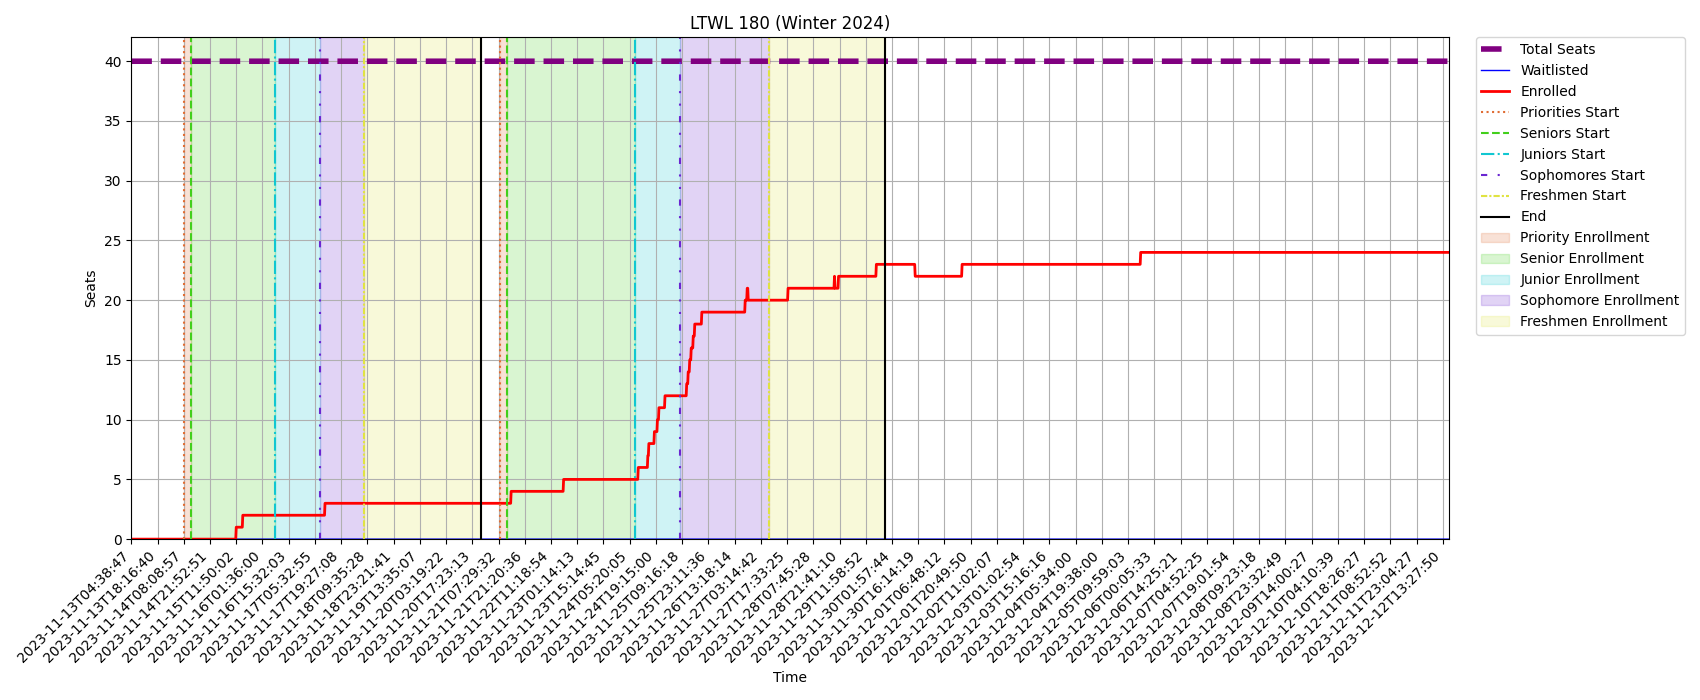 LTWL 180 (Winter 2024)
Seats
40
35
30
25
20
15
10
5
0
2023-11-13T04:38:47
2023-11-13T18:16:40
2023-11-14T08:08:57
2023-11-14T21:52:51
2023-11-15T11:50:02
2023-11-16T01:36:00
2023-11-16T15:32:03
2023-11-17T05:32:55
2023-11-17T19:27:08
2023-11-18T09:35:28
2023-11-18T23:21:41
2023-11-19T13:35:07
2023-11-20T03:19:22
2023-11-21T07:23:13
2023-11-21T07:29:32
2023-11-21T21:20:36
2023-11-22T11:18:54
2023-11-23T01:14:13
2023-11-23T15:14:45
2023-11-24T05:20:05
2023-11-24T19:15:00
2023-11-25T09:16:18
2023-11-25T23:11:36
2023-11-26T13:18:14
2023-11-27T03:14:42
2023-11-27T17:33:25
2023-11-28T07:45:28
2023-11-28T21:41:10
2023-11-29T11:58:52
2023-11-30T01:57:44
2023-11-30T16:14:19
2023-12-01T06:48:12
2023-12-01T20:49:50
2023-12-02T11:02:07
2023-12-03T01:02:54
2023-12-03T15:16:16
2023-12-04T05:34:00
2023-12-04T19:38:00
2023-12-05T09:59:03
2023-12-06T00:05:33
2023-12-06T14:25:21
2023-12-07T04:52:25
2023-12-07T19:01:54
2023-12-08T09:23:18
2023-12-08T23:32:49
2023-12-09T14:00:27
2023-12-10T04:10:39
2023-12-10T18:26:27
2023-12-11T08:52:52
2023-12-11T23:04:27
2023-12-12T13:27:50
Time
Total Seats
Waitlisted
Enrolled
Priorities Start
Seniors Start
Juniors Start
Sophomores Start
Freshmen Start
End
Priority Enrollment
Senior Enrollment
Junior Enrollment
Sophomore Enrollment
Freshmen Enrollment